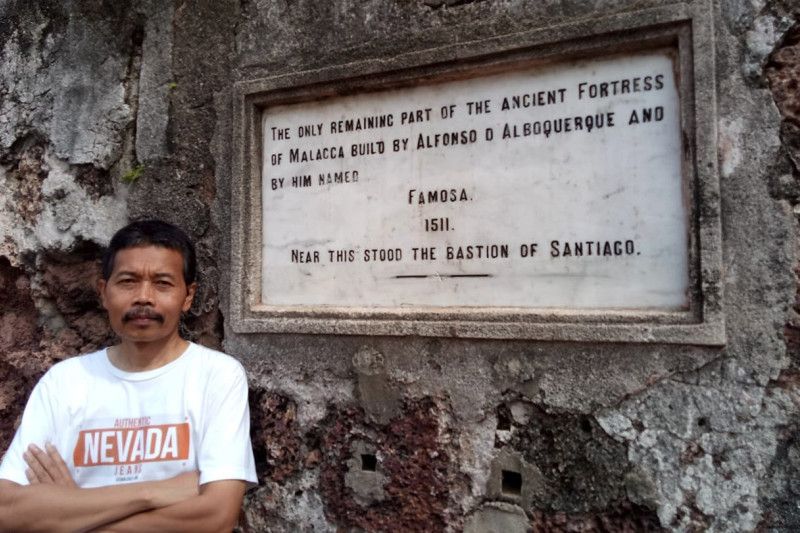 THE ONLY REMAINING PART OF THE ANCIENT FORTRESS
OF MALACCA BUILD BY ALFONSO D ALBOQUERQUE AND
BY HIM NAMED
FAMOSA.
1511.
NEAR THIS STOOD THE BASTION OF SANTIAGO.
AUTHENTIC
NEVADA
JEANS